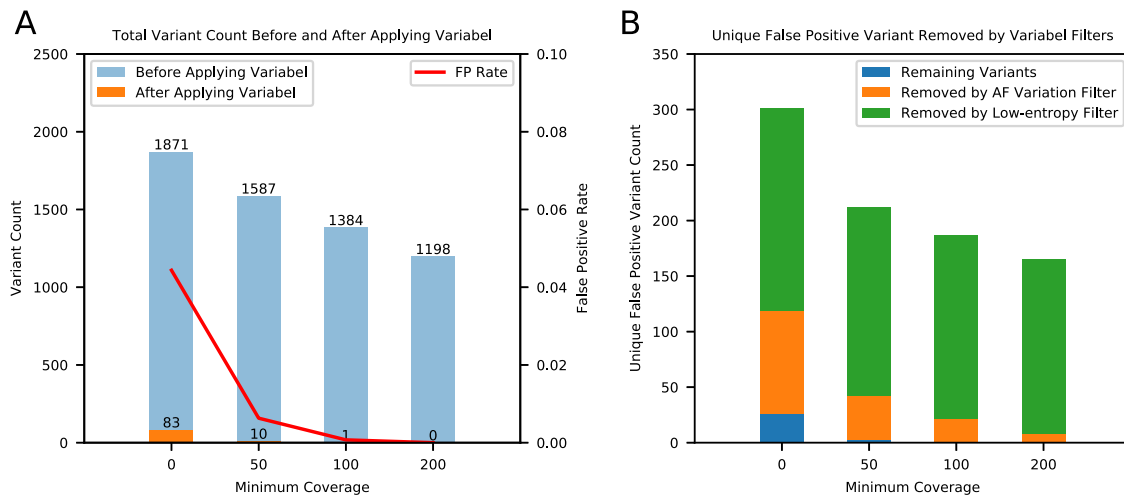 A
Total Variant Count Before and After Applying Variabel
2500
2000
1500
1000
500
0
Variant Count
Before Applying Variabel
After Applying Variabel
FP Rate
1871
1587
1384
1198
83
10
1
0
0.10
0.08
0.06
0.04
0.02
0.00
False Positive Rate
0
50
100
200
Minimum Coverage
B
Unique False Positive Variant Removed by Variabel Filters
350
300
250
200
150
100
50
0
Unique False Positive Variant Count
Remaining Variants
Removed by AF Variation Filter
Removed by Low-entropy Filter
0
50
100
200
Minimum Coverage